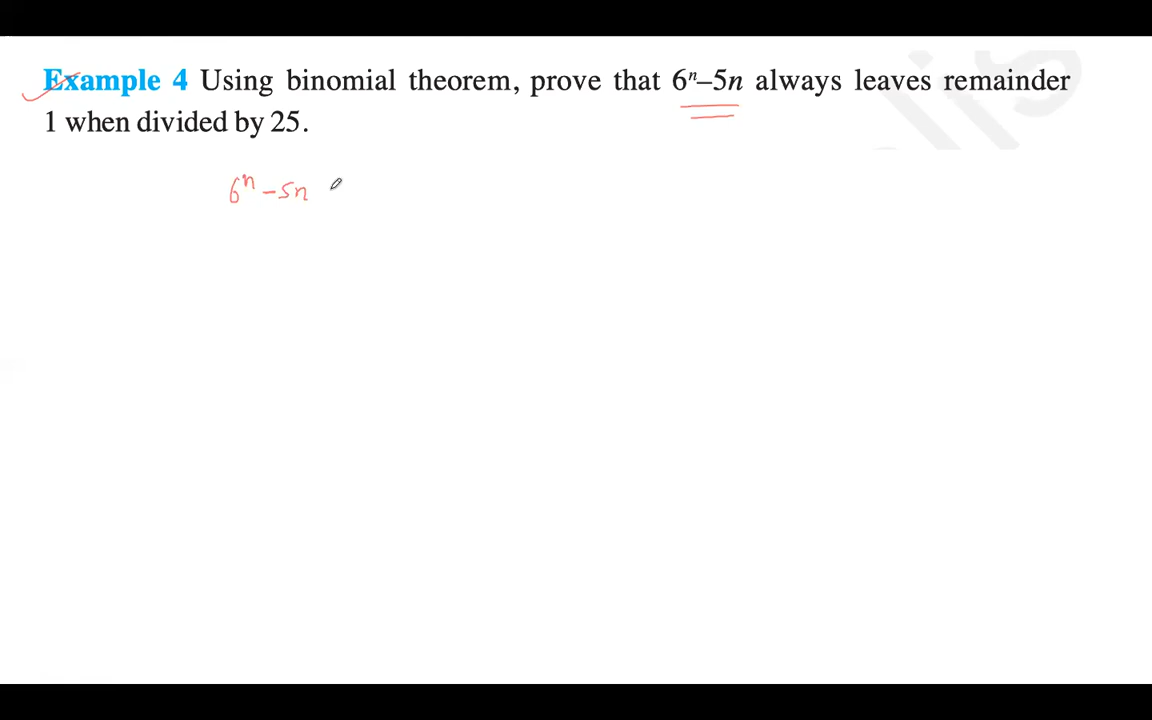 Example 4 Using binomial theorem, prove that 6ⁿ–5n always leaves remainder
1 when divided by 25.
6ⁿ - 5n